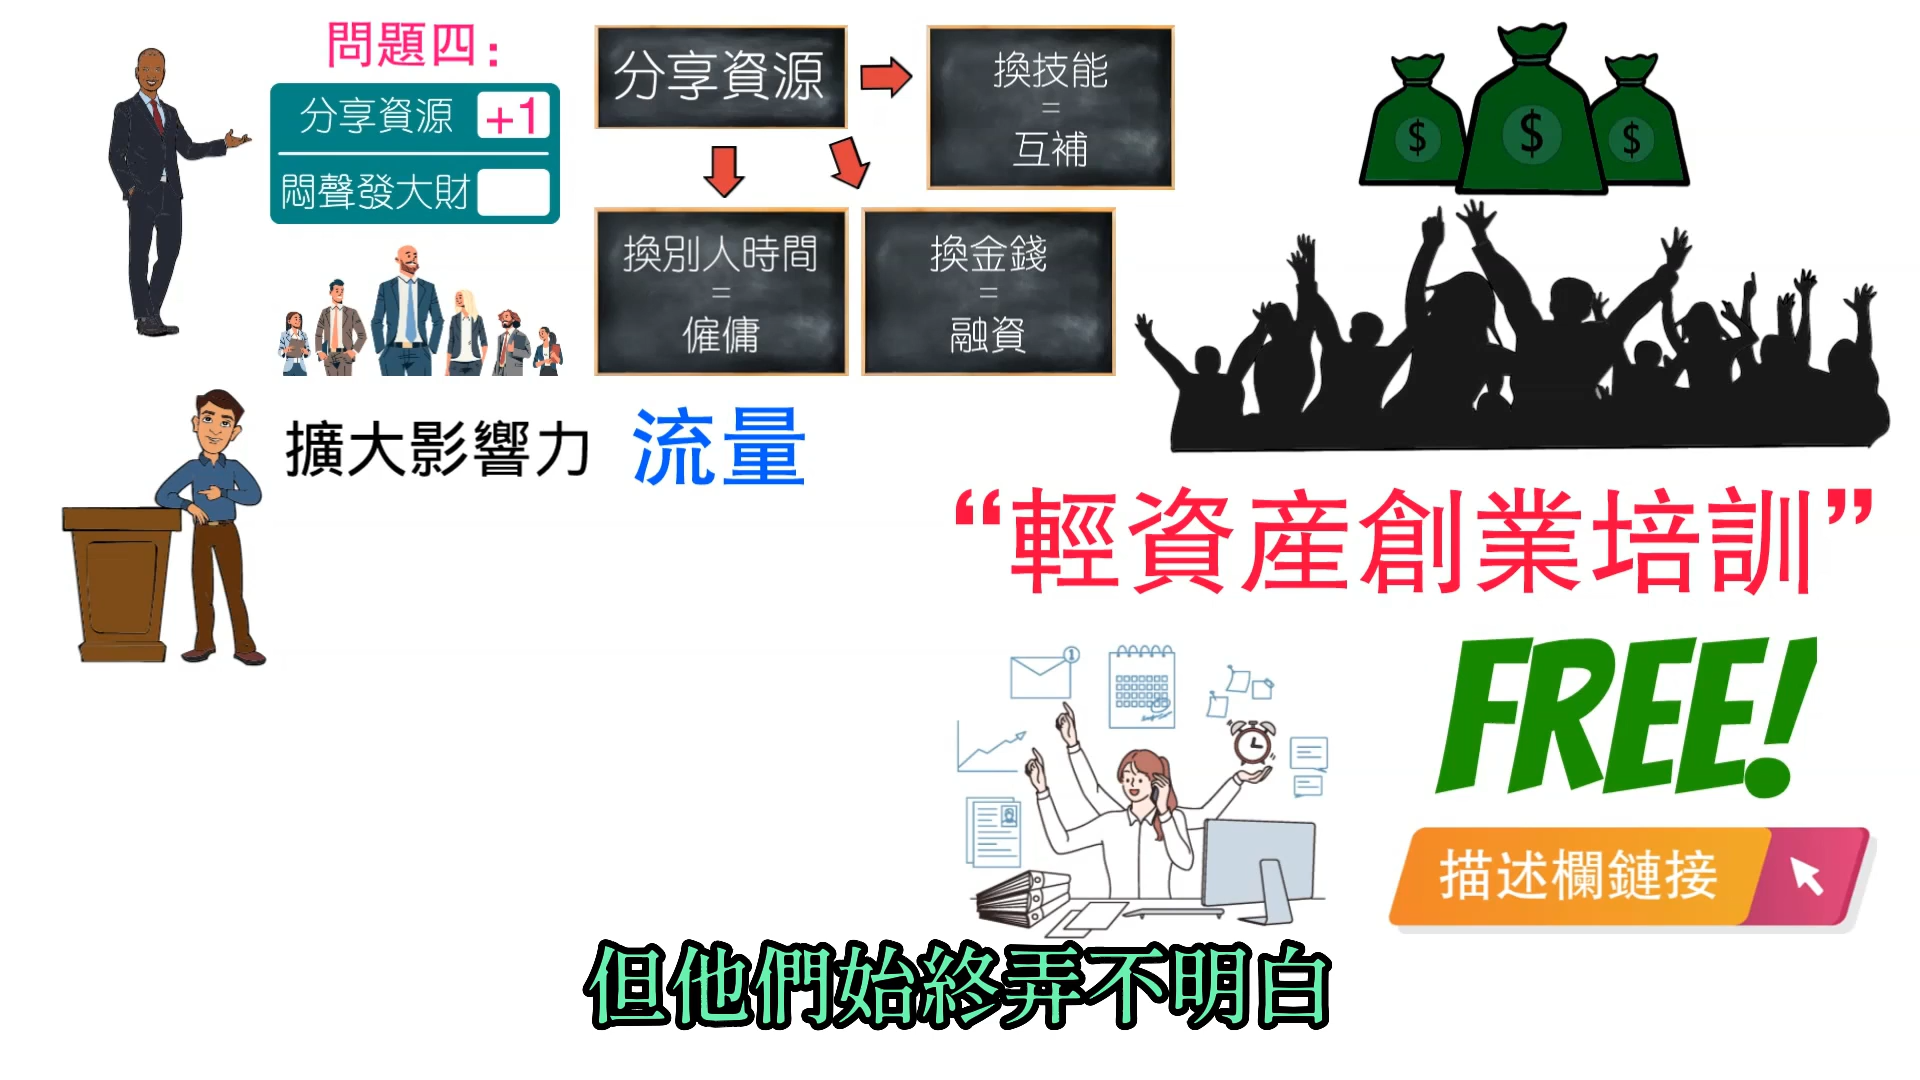 問題四：
分享資源 +1
悶聲發大財
分享資源
換技能
=
互補
換別人時間
=
僱傭
換金錢
=
融資
$ $ $
擴大影響力
流量
“輕資産創業培訓”
1
FREE!
描述欄鏈接
但他們始終弄不明白